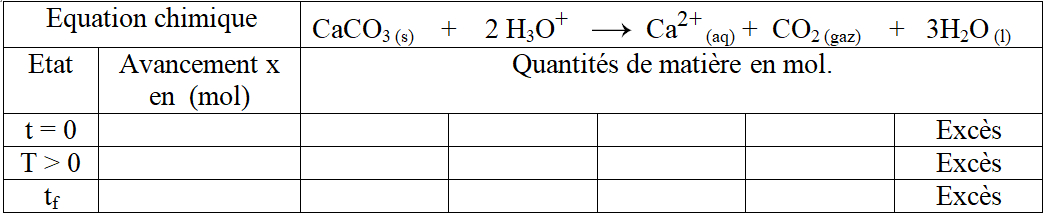 Equation chimique
CaCO₃ (s) + 2 H₃O⁺ ⟶ Ca²⁺ (aq) + CO₂ (gaz) + 3H₂O (l)
Etat Avancement x en (mol) Quantités de matière en mol.
t = 0 Excès
T > 0 Excès
t_f Excès